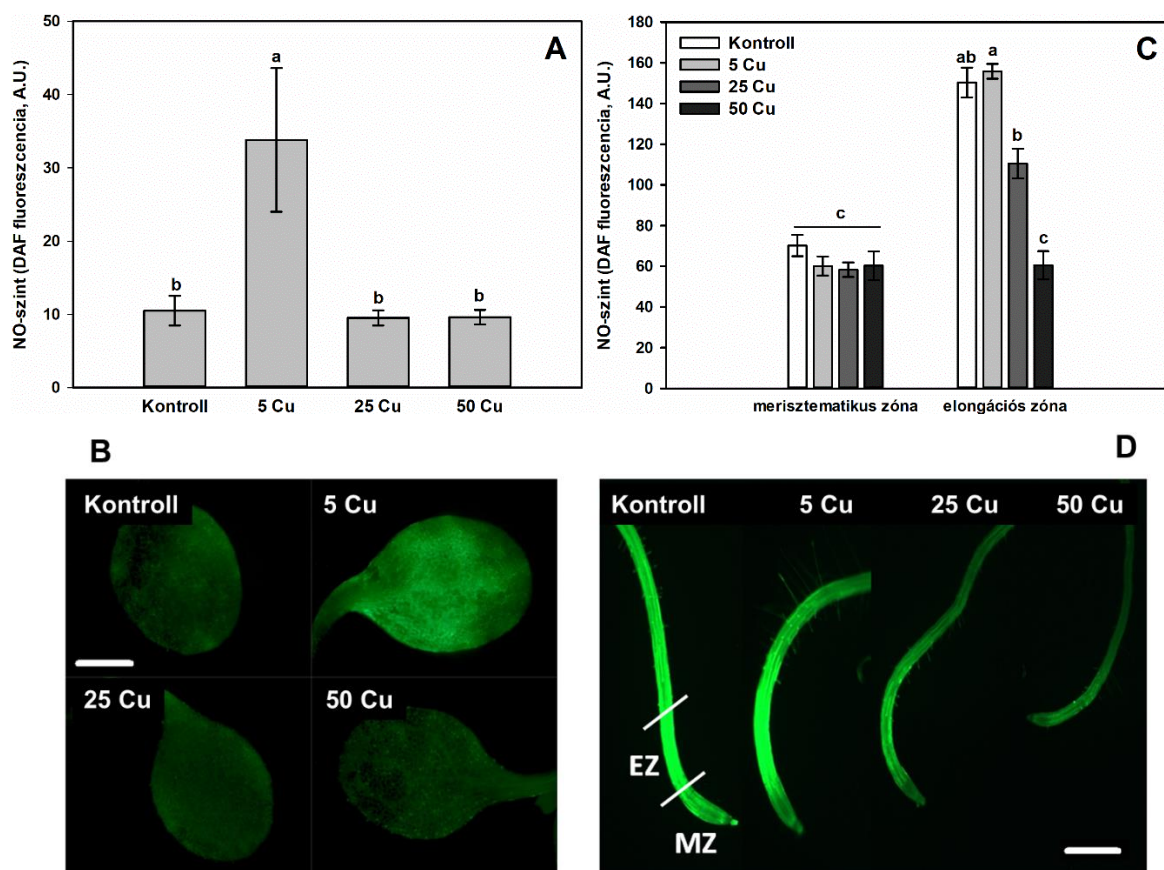 A
NO-szint (DAF fluoreszcencia, A.U.)
50
40
30
20
10
0
a
b
b
b
Kontroll 5 Cu 25 Cu 50 Cu
C
NO-szint (DAF fluoreszcencia, A.U.)
180
160
140
120
100
80
60
40
20
0
Kontroll
5 Cu
25 Cu
50 Cu
c
ab
a
b
c
merisztematikus zóna elongációs zóna
B
Kontroll
5 Cu
25 Cu
50 Cu
D
Kontroll 5 Cu 25 Cu 50 Cu
EZ
MZ